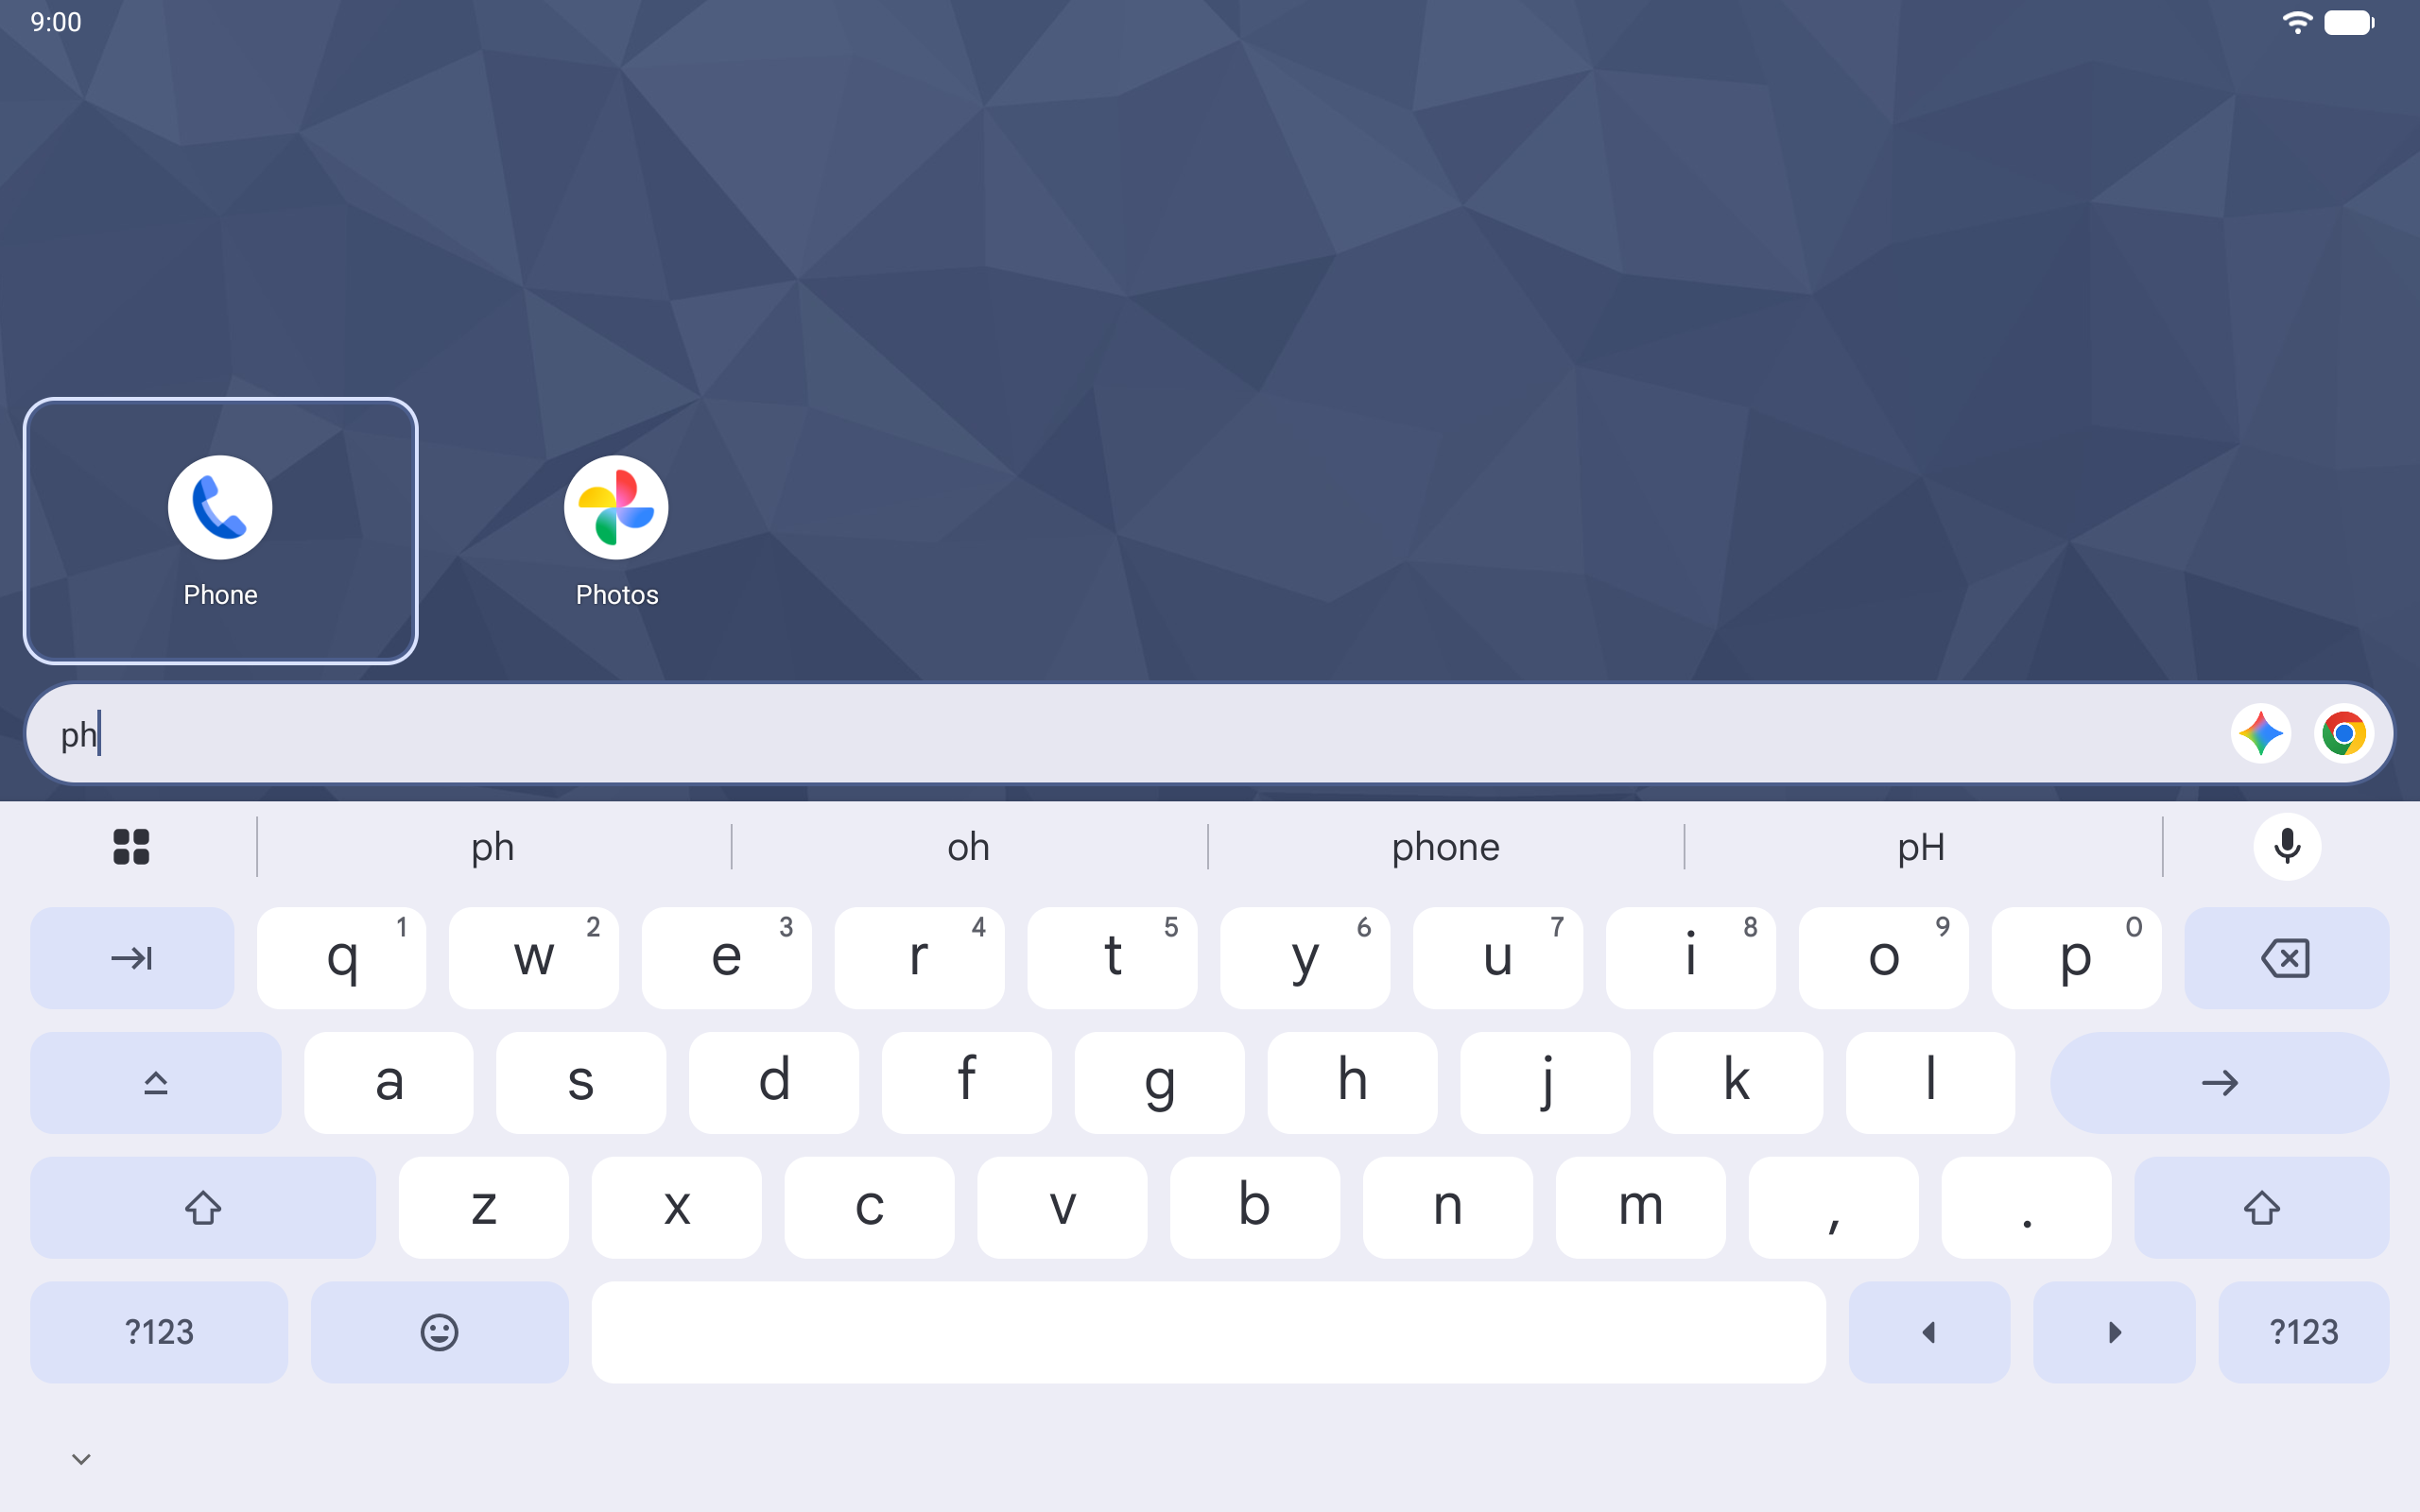 9:00
Phone Photos
ph
ph oh phone pH
q 1 w 2 e 3 r 4 t 5 y 6 u 7 i 8 o 9 p 0
a s d f g h j k l
z x c v b n m , .
?123 ?123